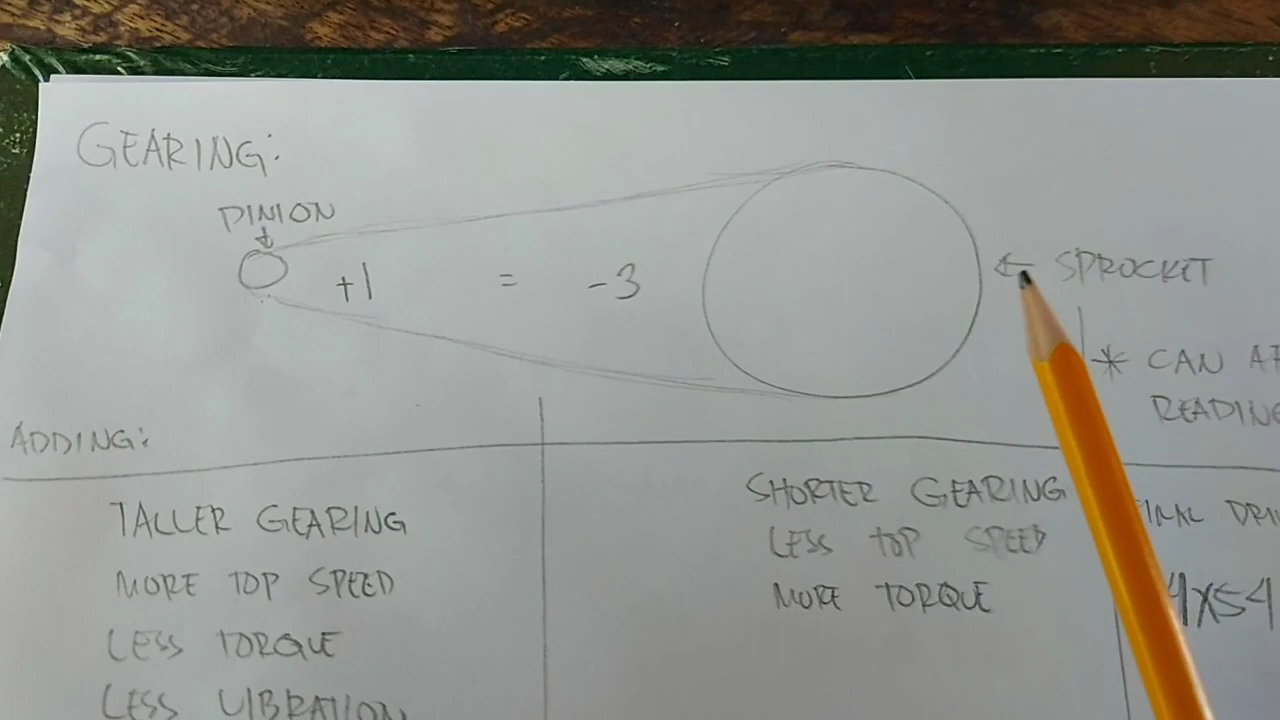 GEARING:
PINION
+1 = -3
← SPROCKET
* CAN
READING
ADDING:
TALLER GEARING
MORE TOP SPEED
LESS TORQUE
LESS VIBRATION
SHORTER GEARING
LESS TOP SPEED
MORE TORQUE